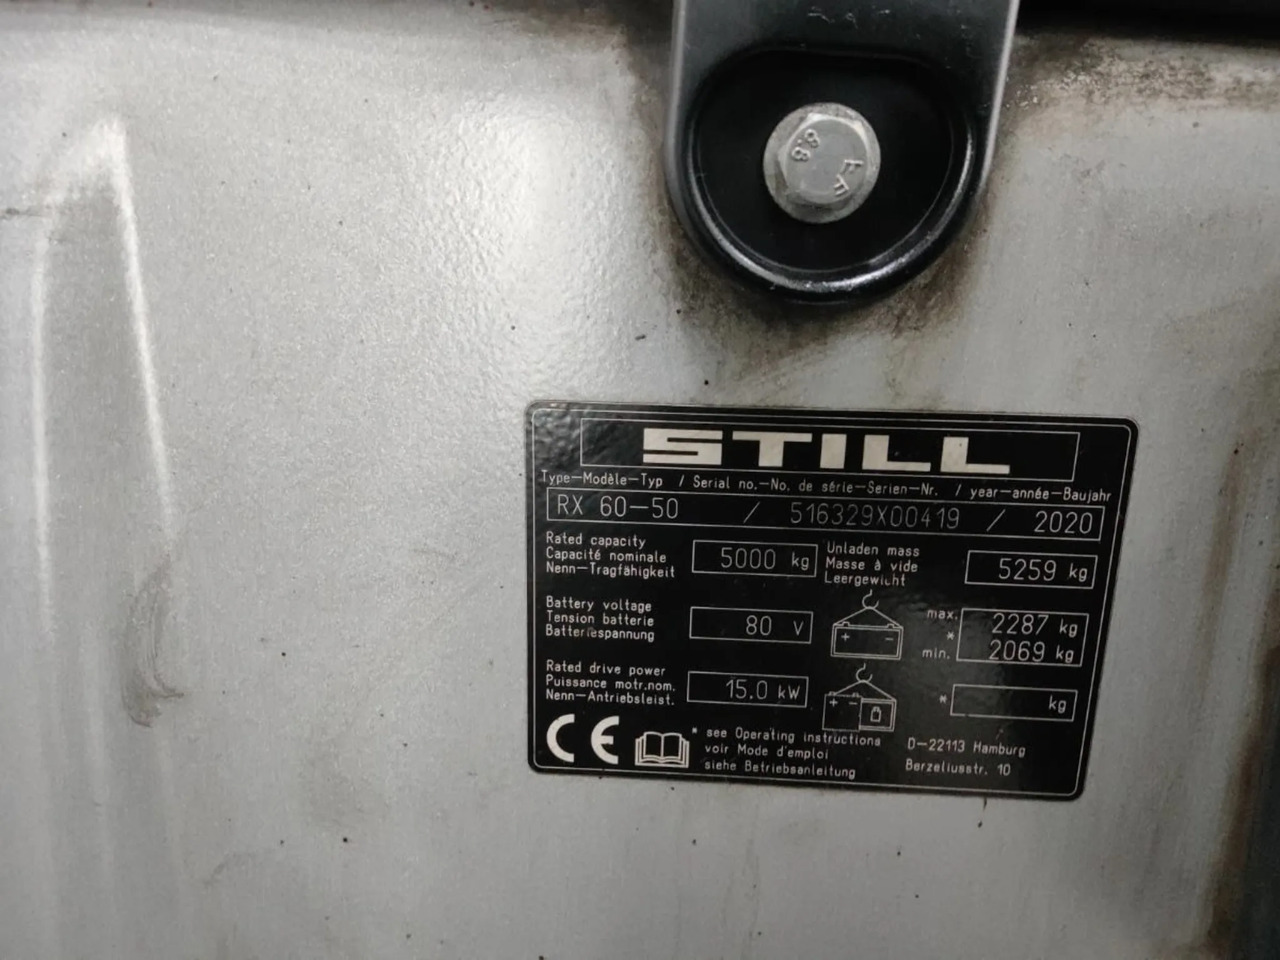 8.8
STILL
Type-Modèle-Typ / Serial no.-No. de série-Serien-Nr. / year-année-Baujahr
RX 60-50 / 516329X00419 / 2020
Rated capacity
Capacité nominale
Nenn-Tragfähigkeit
5000 kg
Unladen mass
Masse à vide
Leergewicht
5259 kg
Battery voltage
Tension batterie
Batteriespannung
80 V
+ -
max. 2287 kg
*
min. 2069 kg
Rated drive power
Puissance motr.nom.
Nenn-Antriebsleist.
15.0 kW
+ -
* kg
CE
* see Operating instructions
voir Mode d'emploi
siehe Betriebsanleitung
D-22113 Hamburg
Berzeliusstr. 10